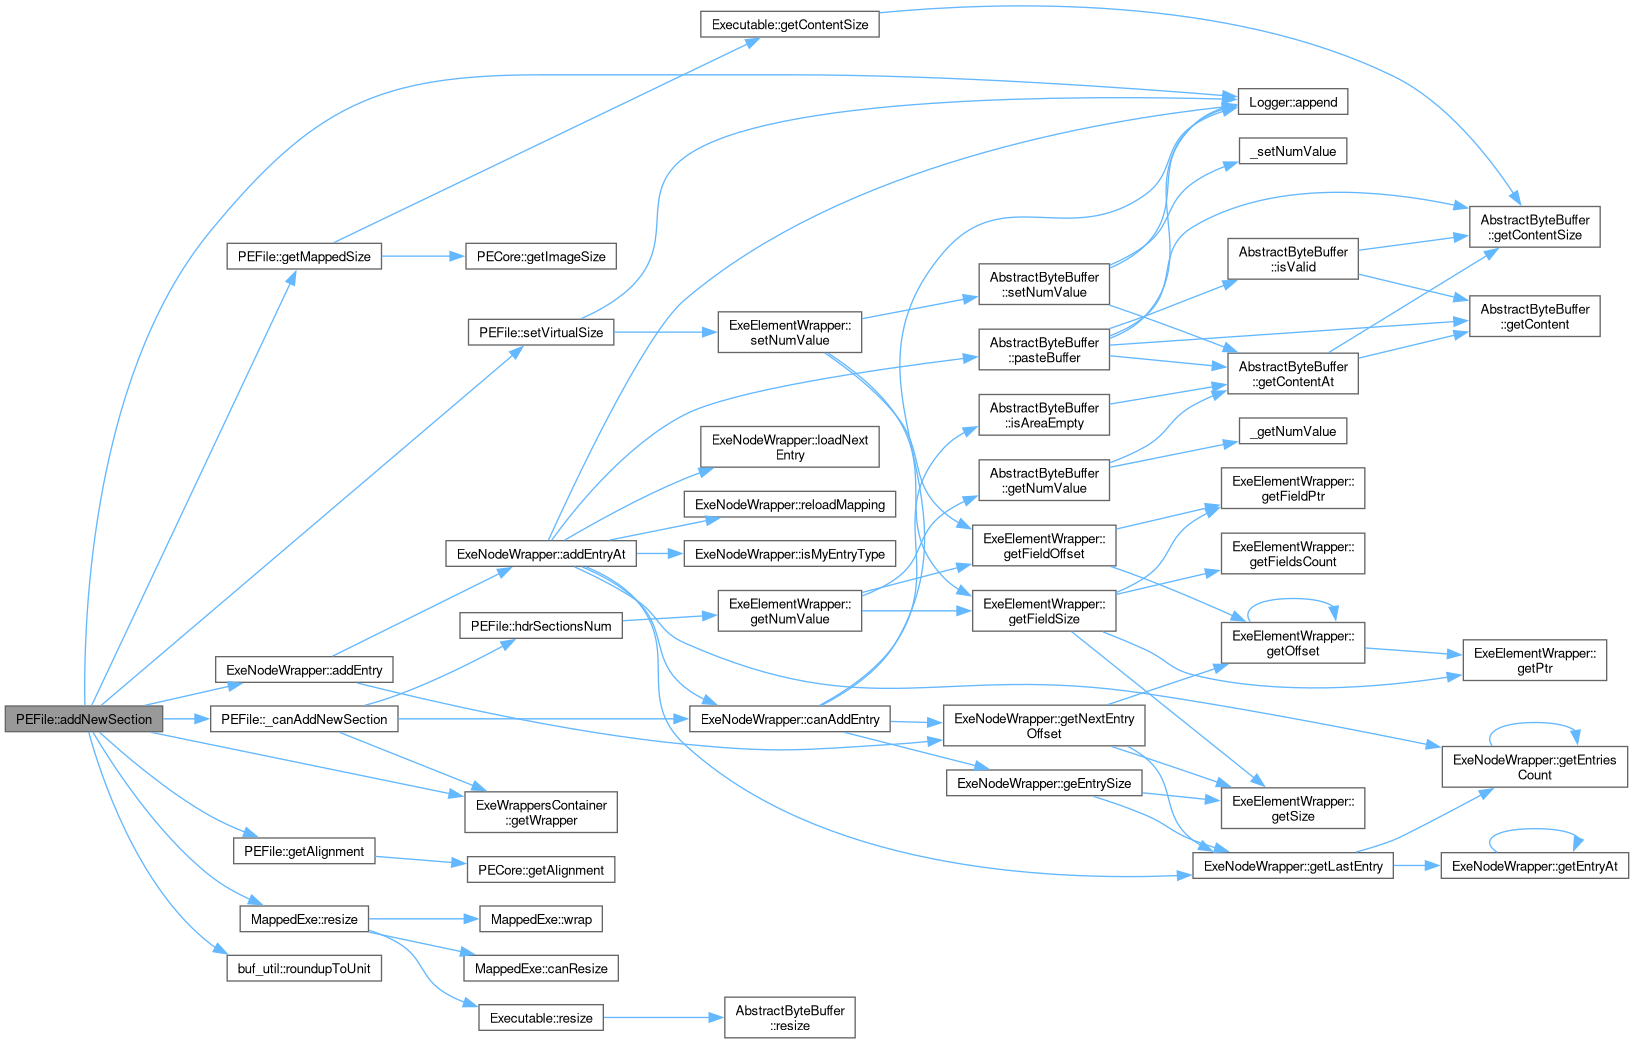 Executable::getContentSize
Logger::append
_setNumValue
AbstractByteBuffer
::getContentSize
PEFile::getMappedSize
PECore::getImageSize
AbstractByteBuffer
::isValid
AbstractByteBuffer
::setNumValue
AbstractByteBuffer
::getContent
PEFile::setVirtualSize
ExeElementWrapper::
setNumValue
AbstractByteBuffer
::pasteBuffer
AbstractByteBuffer
::getContentAt
AbstractByteBuffer
::isAreaEmpty
_getNumValue
ExeNodeWrapper::loadNext
Entry
AbstractByteBuffer
::getNumValue
ExeElementWrapper::
getFieldPtr
ExeNodeWrapper::reloadMapping
ExeNodeWrapper::addEntryAt
ExeNodeWrapper::isMyEntryType
ExeElementWrapper::
getFieldOffset
ExeElementWrapper::
getFieldsCount
PEFile::hdrSectionsNum
ExeElementWrapper::
getNumValue
ExeElementWrapper::
getFieldSize
ExeElementWrapper::
getOffset
ExeElementWrapper::
getPtr
ExeNodeWrapper::addEntry
PEFile::addNewSection
PEFile::_canAddNewSection
ExeNodeWrapper::canAddEntry
ExeNodeWrapper::getNextEntry
Offset
ExeNodeWrapper::getEntries
Count
ExeNodeWrapper::geEntrySize
ExeWrappersContainer
::getWrapper
ExeElementWrapper::
getSize
PEFile::getAlignment
PECore::getAlignment
ExeNodeWrapper::getLastEntry
ExeNodeWrapper::getEntryAt
MappedExe::resize
MappedExe::wrap
buf_util::roundupToUnit
MappedExe::canResize
Executable::resize
AbstractByteBuffer
::resize